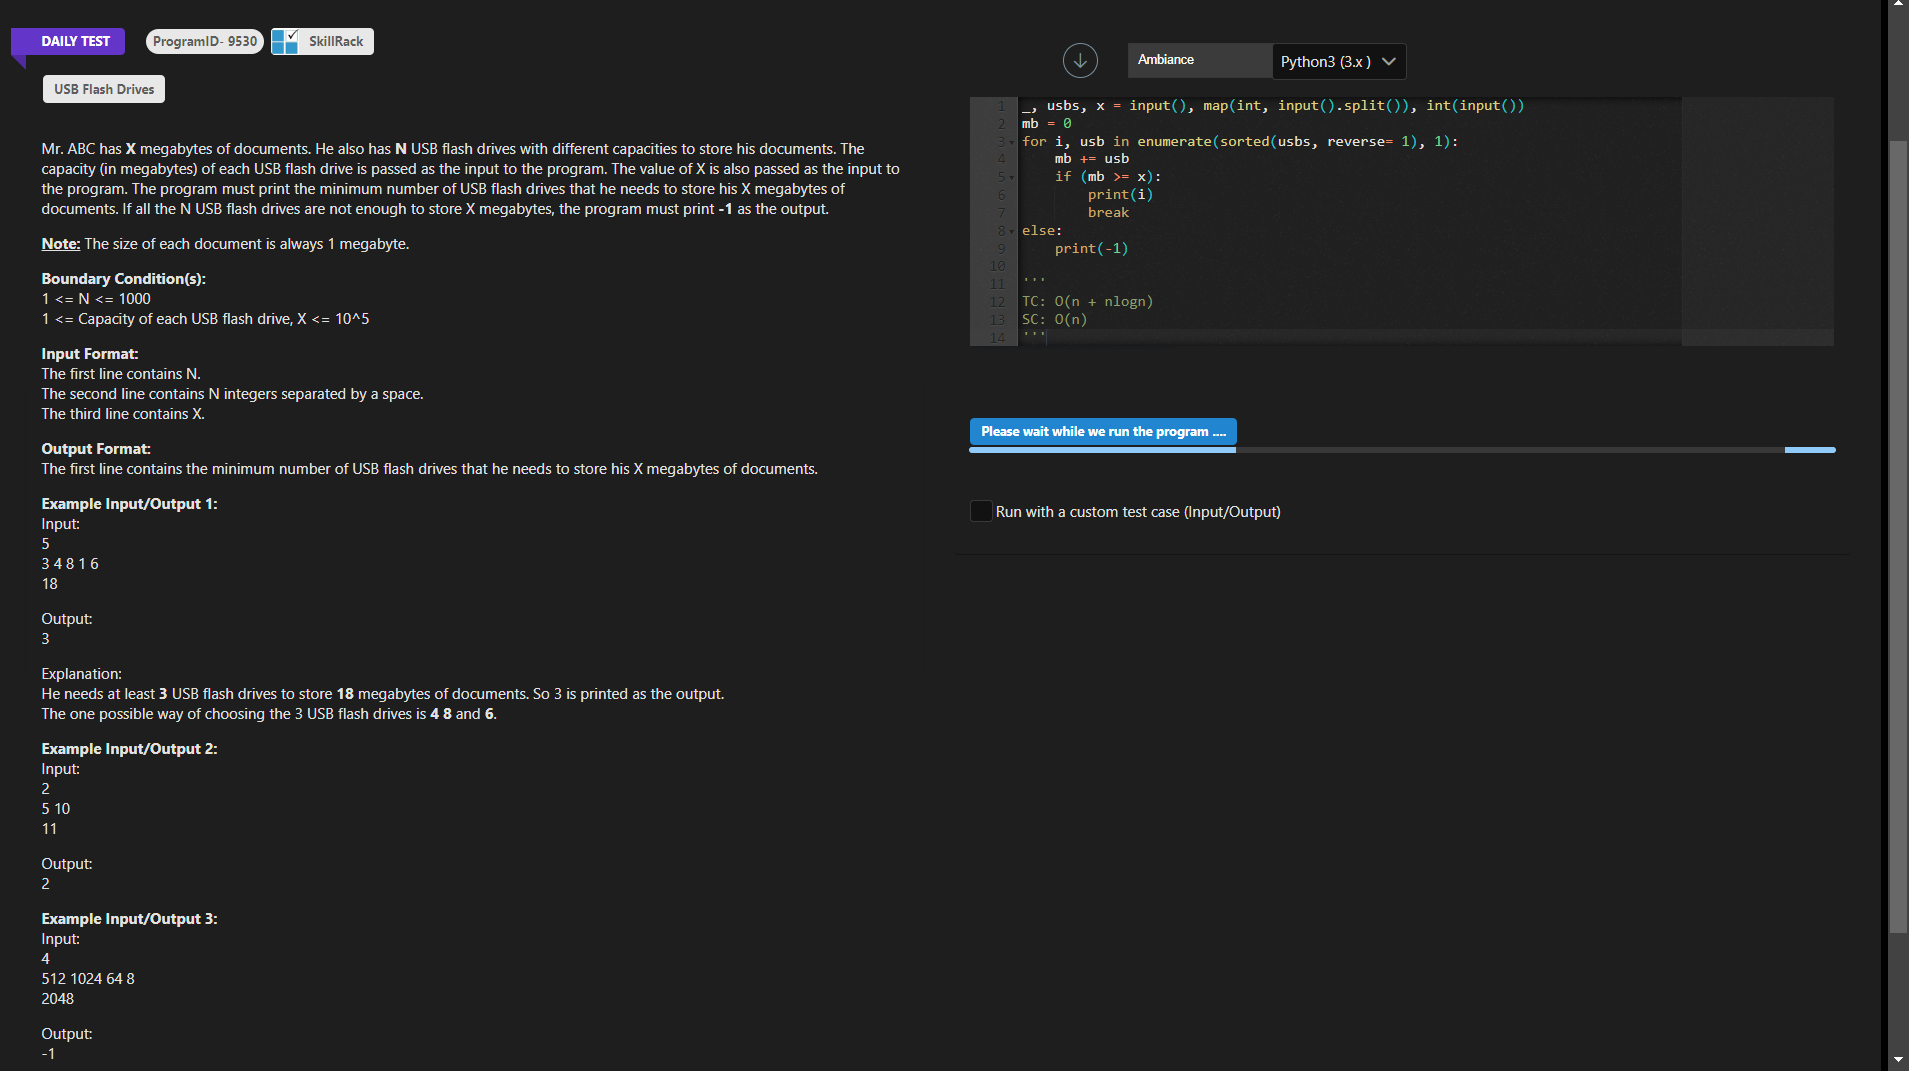 DAILY TEST
ProgramID- 9530
SkillRack
USB Flash Drives
Mr. ABC has X megabytes of documents. He also has N USB flash drives with different capacities to store his documents. The
capacity (in megabytes) of each USB flash drive is passed as the input to the program. The value of X is also passed as the input to
the program. The program must print the minimum number of USB flash drives that he needs to store his X megabytes of
documents. If all the N USB flash drives are not enough to store X megabytes, the program must print -1 as the output.
Note: The size of each document is always 1 megabyte.
Boundary Condition(s):
1 <= N <= 1000
1 <= Capacity of each USB flash drive, X <= 10^5
Input Format:
The first line contains N.
The second line contains N integers separated by a space.
The third line contains X.
Output Format:
The first line contains the minimum number of USB flash drives that he needs to store his X megabytes of documents.
Example Input/Output 1:
Input:
5
3 4 8 1 6
18
Output:
3
Explanation:
He needs at least 3 USB flash drives to store 18 megabytes of documents. So 3 is printed as the output.
The one possible way of choosing the 3 USB flash drives is 4 8 and 6.
Example Input/Output 2:
Input:
2
5 10
11
Output:
2
Example Input/Output 3:
Input:
4
512 1024 64 8
2048
Output:
-1
Ambiance
Python3 (3.x )
1 _, usbs, x = input(), map(int, input().split()), int(input())
2 mb = 0
3 for i, usb in enumerate(sorted(usbs, reverse= 1), 1):
4     mb += usb
5     if (mb >= x):
6         print(i)
7         break
8 else:
9     print(-1)
10
11 '''
12 TC: O(n + nlogn)
13 SC: O(n)
14 '''
Please wait while we run the program ....
Run with a custom test case (Input/Output)